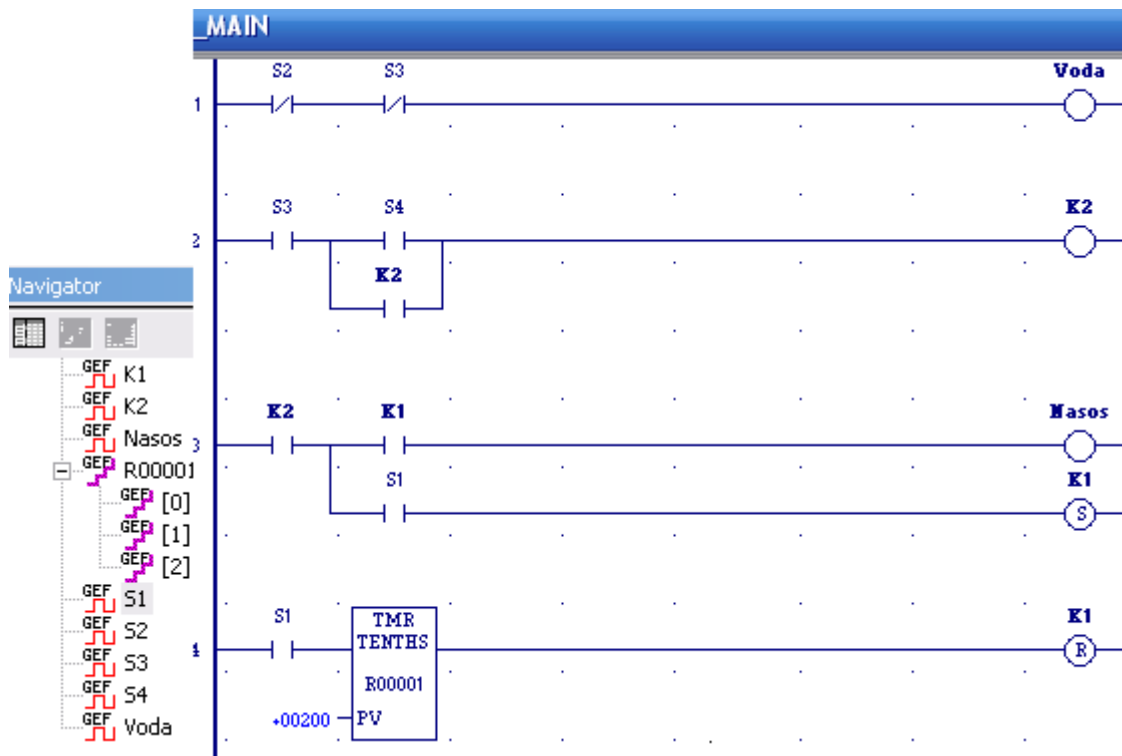 _MAIN
S2 S3 Voda
1
S3 S4 K2
2
K2
Navigator
GEF K1
GEF K2
GEF Nasos
GEF R00001
GEF [0]
GEF [1]
GEF [2]
GEF S1
GEF S2
GEF S3
GEF S4
GEF Voda
K2 K1 Nasos
3
S1 K1
S
S1 TMR K1
4 TENTHS R
R00001
+00200 PV